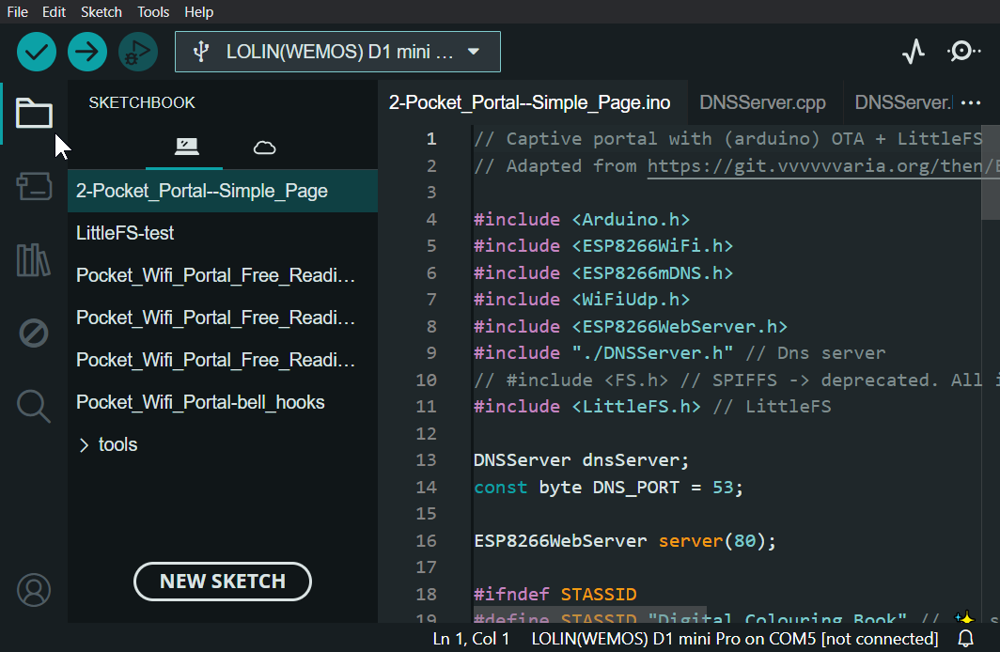 File Edit Sketch Tools Help
LOLIN(WEMOS) D1 mini ...
SKETCHBOOK
2-Pocket_Portal--Simple_Page
LittleFS-test
Pocket_Wifi_Portal_Free_Readi...
Pocket_Wifi_Portal_Free_Readi...
Pocket_Wifi_Portal_Free_Readi...
Pocket_Wifi_Portal-bell_hooks
tools
NEW SKETCH
2-Pocket_Portal--Simple_Page.ino DNSServer.cpp DNSServer.
1 // Captive portal with (arduino) OTA + LittleFS
2 // Adapted from https://git.vvvvvvaria.org/then/
3
4 #include <Arduino.h>
5 #include <ESP8266WiFi.h>
6 #include <ESP8266mDNS.h>
7 #include <WiFiUdp.h>
8 #include <ESP8266WebServer.h>
9 #include "./DNSServer.h" // Dns server
10 // #include <FS.h> // SPIFFS -> deprecated. All
11 #include <LittleFS.h> // LittleFS
12
13 DNSServer dnsServer;
14 const byte DNS_PORT = 53;
15
16 ESP8266WebServer server(80);
17
18 #ifndef STASSID
19 #define STASSID "Digital Colouring Book" //
Ln 1, Col 1 LOLIN(WEMOS) D1 mini Pro on COM5 [not connected]